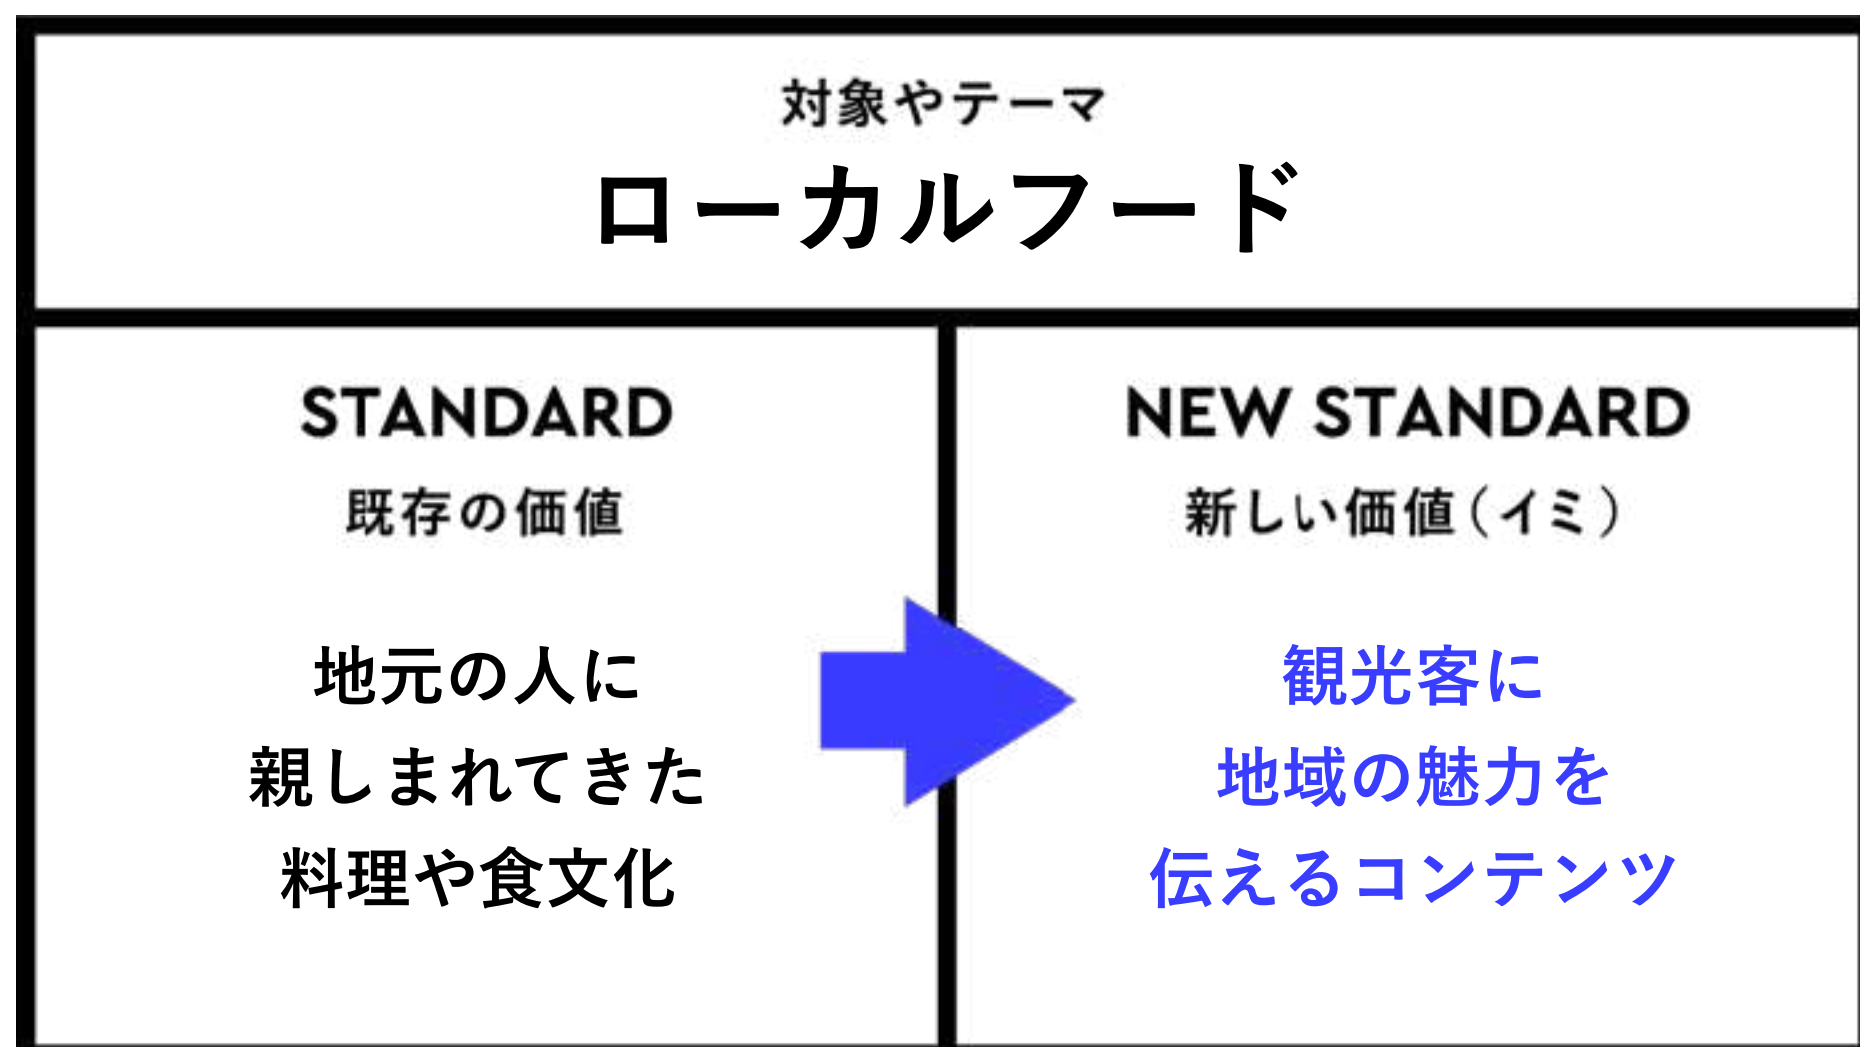 対象やテーマ
ローカルフード
STANDARD
既存の価値
地元の人に
親しまれてきた
料理や食文化
NEW STANDARD
新しい価値(イミ)
観光客に
地域の魅力を
伝えるコンテンツ